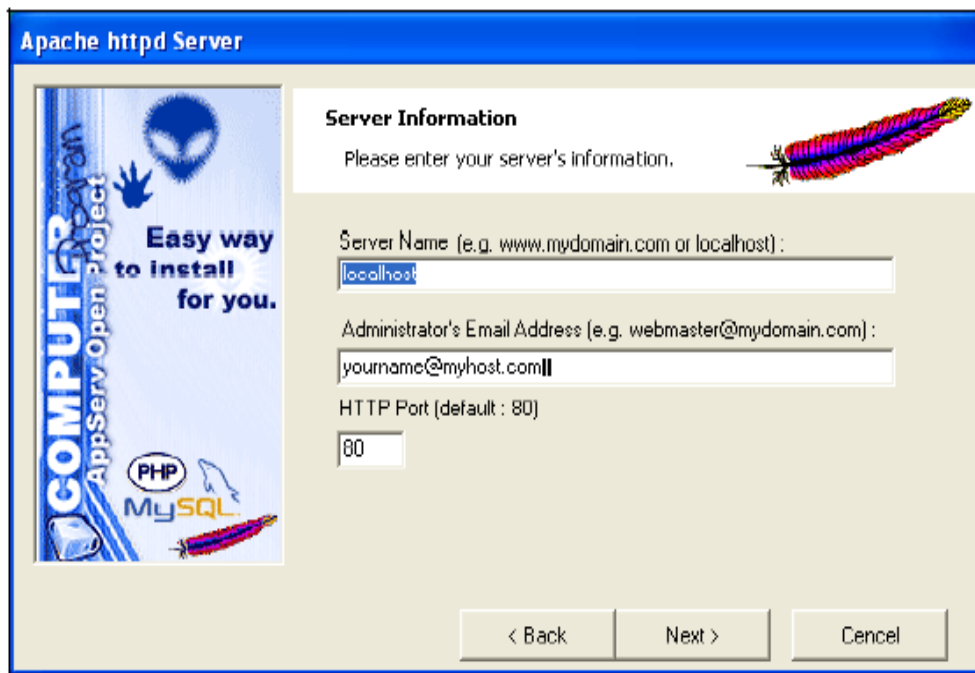 Apache httpd Server
COMPUTER
Program
AppServ Open Project
Easy way
to install
for you.
PHP
MySQL
Server Information
Please enter your server's information.
Server Name (e.g. www.mydomain.com or localhost) :
localhost
Administrator's Email Address (e.g. webmaster@mydomain.com) :
yourname@myhost.com
HTTP Port (default : 80)
80
< Back
Next >
Cencel